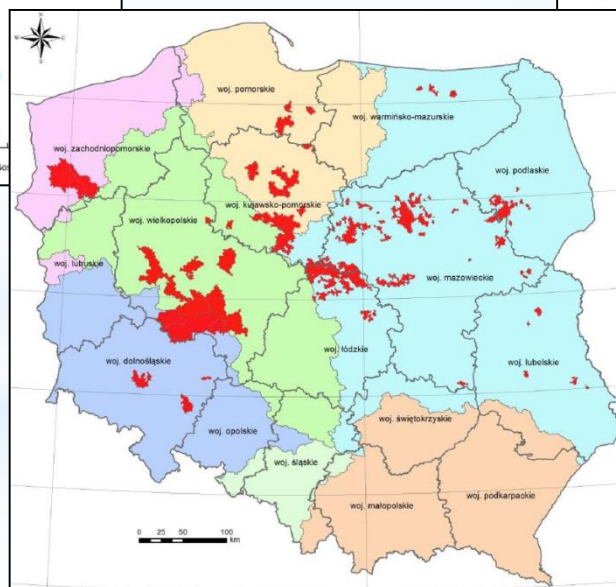 N
woj. pomorskie
woj. warmińsko-mazurskie
woj. zachodniopomorskie
woj. podlaskie
woj. kujawsko-pomorskie
woj. wielkopolskie
woj. lubuskie
woj. mazowieckie
woj. łódzkie
woj. dolnośląskie
woj. lubelskie
woj. świętokrzyskie
woj. opolskie
woj. śląskie
woj. podkarpackie
woj. małopolskie
0 25 50 100
km